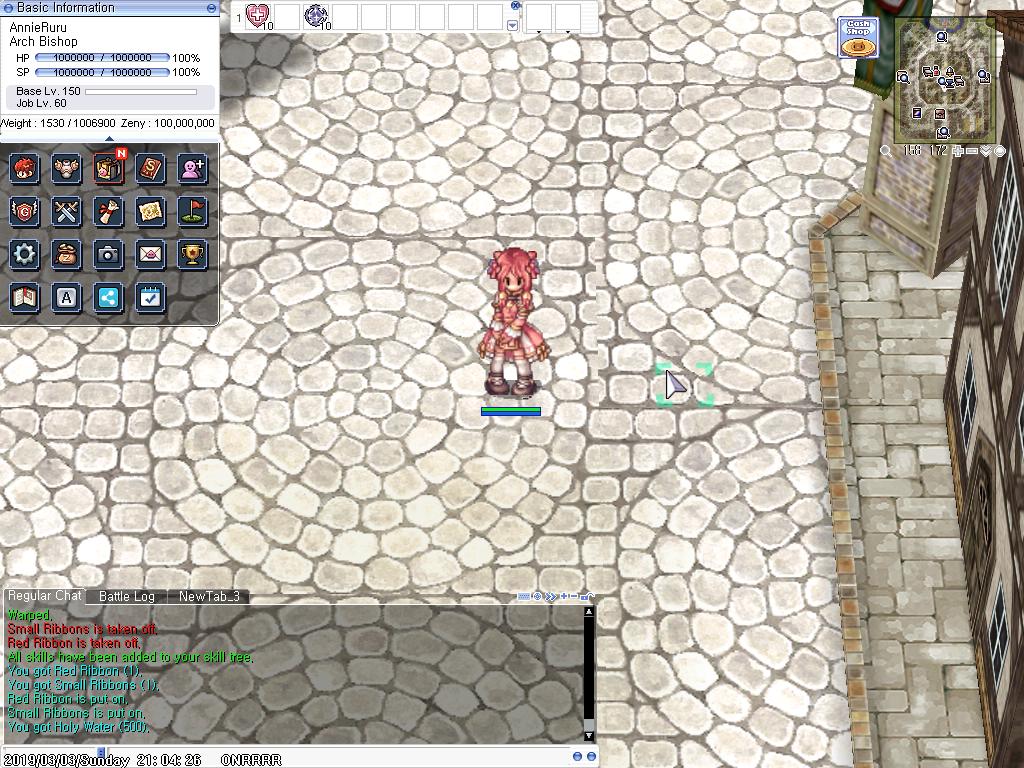 Basic Information
AnnieRuru
Arch Bishop
HP 1000000 / 1000000 100%
SP 1000000 / 1000000 100%
Base Lv. 150
Job Lv. 60
Weight : 1530 / 1006900 Zeny : 100,000,000
N
S
G
A
1 10 10
Cash Shop
158 172
Regular Chat Battle Log NewTab_3
Warped.
Small Ribbons is taken off.
Red Ribbon is taken off.
All skills have been added to your skill tree.
You got Red Ribbon (1).
You got Small Ribbons (1).
Red Ribbon is put on.
Small Ribbons is put on.
You got Holy Water (500).
2019/03/03/Sunday 21: 04: 26 ONRRRR